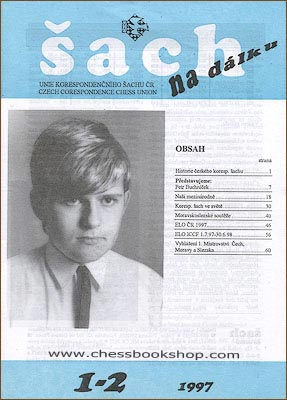 šach
na dálku
UNIE KORESPONDENČNÍHO ŠACHU ČR
CZECH CORESPONDENCE CHESS UNION
OBSAH
strana
Historie českého koresp. šachu 1
Představujeme:
Petr Buchníček 7
Naši mezinárodně 18
Koresp. šach ve světě 30
Moravskoslezské soutěže 40
ELO ČR 1997 46
ELO ICCF 1.7.97-30.6.98 56
Vyhlášení 1. Mistrovství Čech,
Moravy a Slezska 60
www.chessbookshop.com
1-2 1997